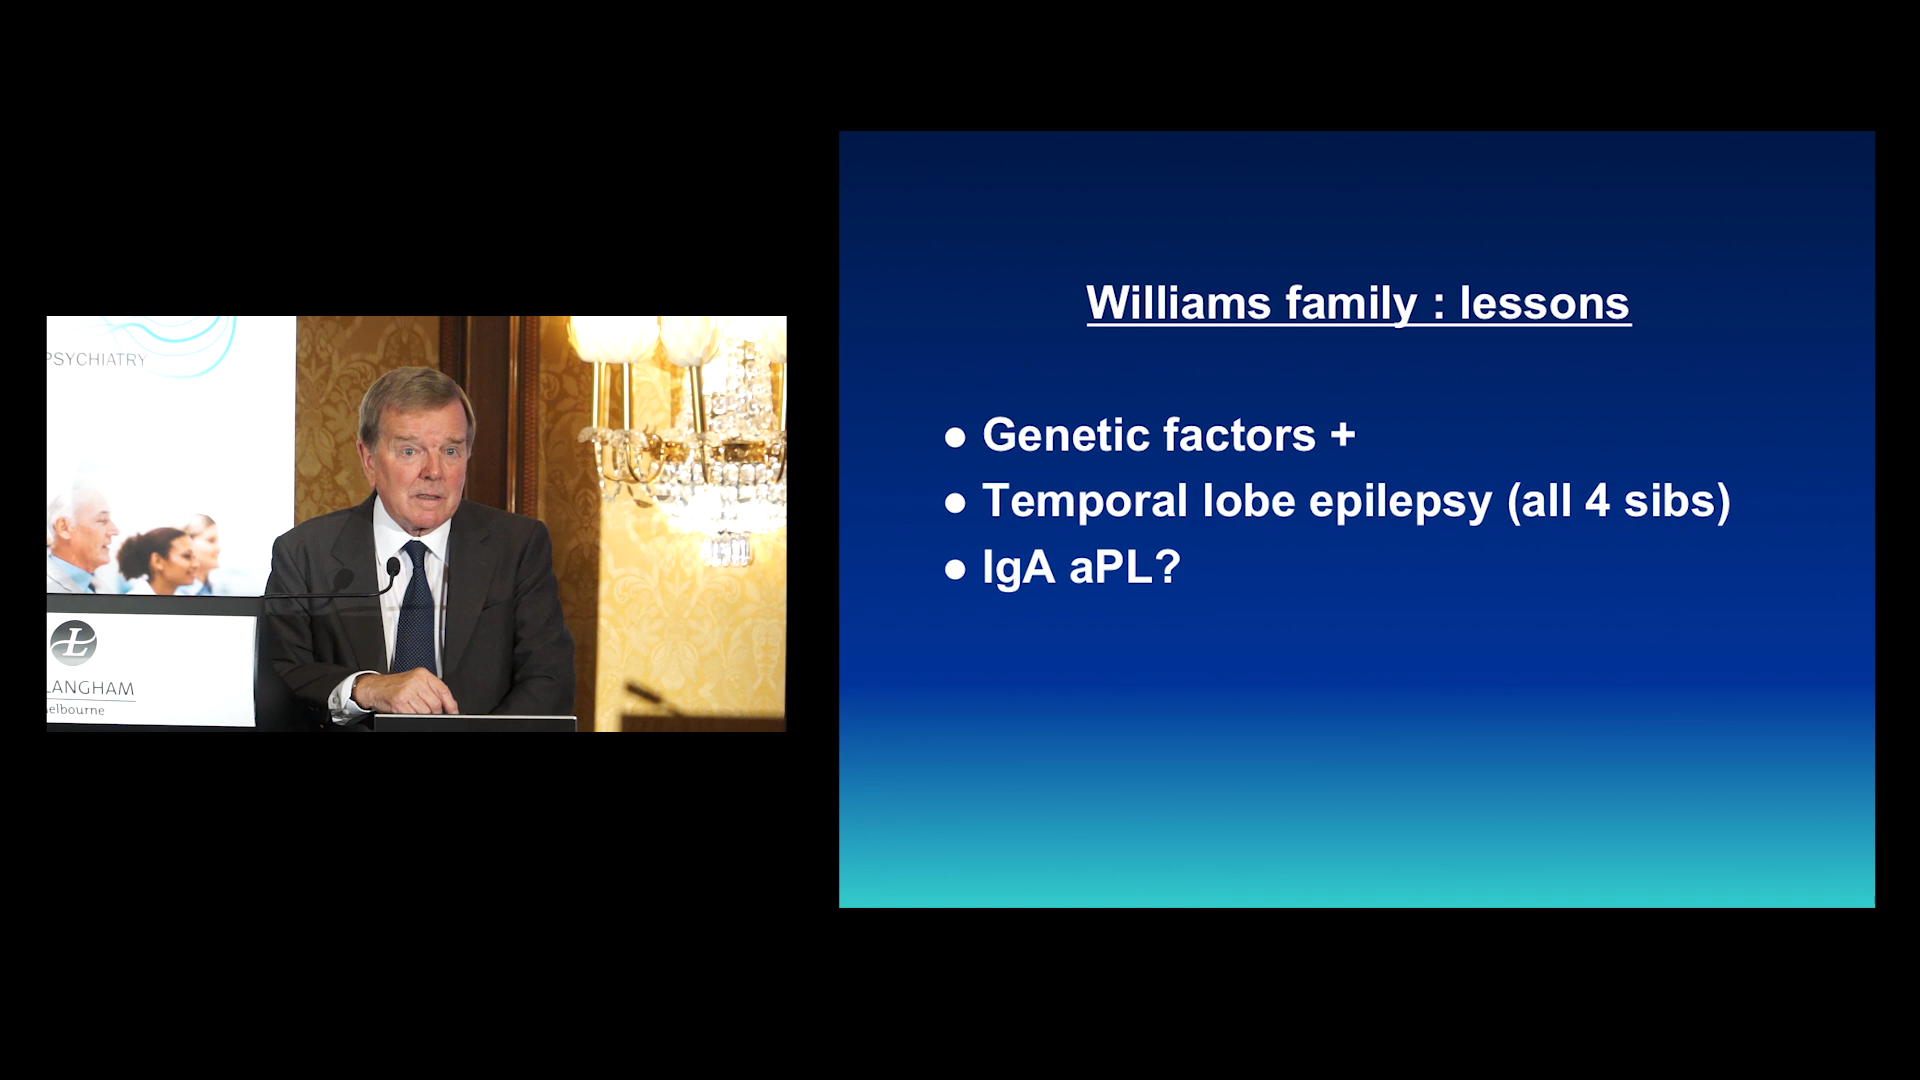 PSYCHIATRY
L
LANGHAM
elbourne
Williams family : lessons
● Genetic factors +
● Temporal lobe epilepsy (all 4 sibs)
● IgA aPL?